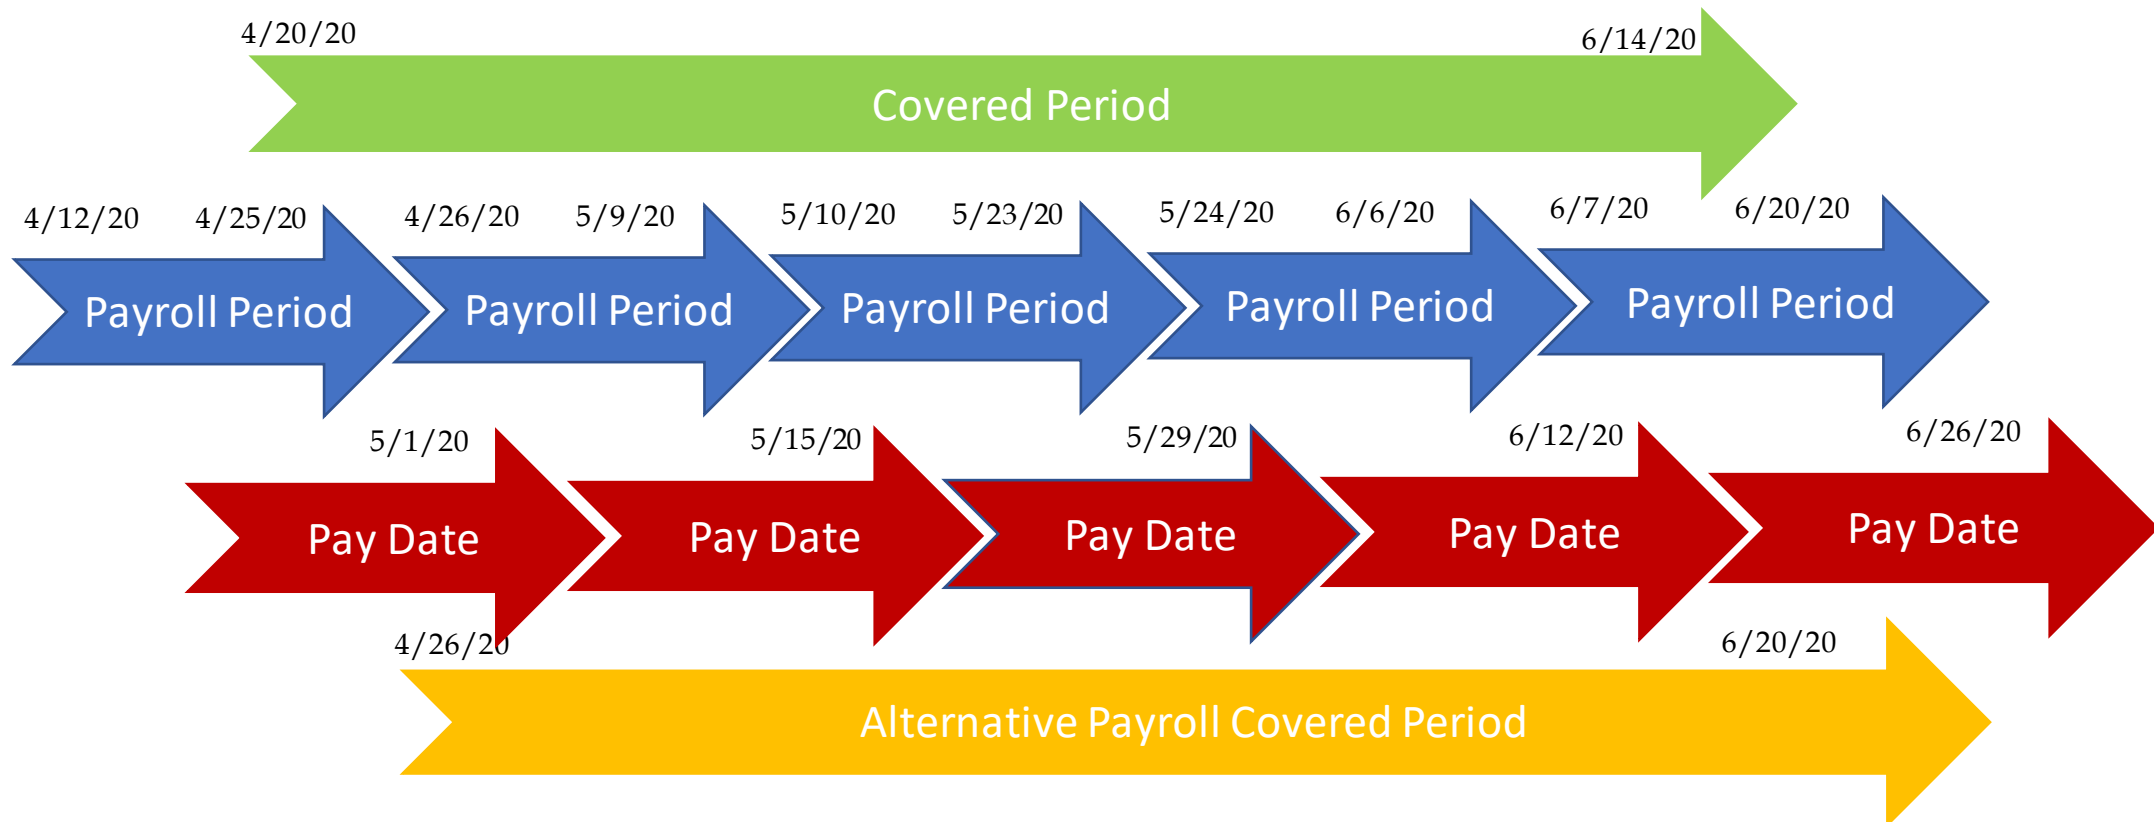 4/20/20 6/14/20
Covered Period
4/12/20 4/25/20 4/26/20 5/9/20 5/10/20 5/23/20 5/24/20 6/6/20 6/7/20 6/20/20
Payroll Period Payroll Period Payroll Period Payroll Period Payroll Period
5/1/20 5/15/20 5/29/20 6/12/20 6/26/20
Pay Date Pay Date Pay Date Pay Date Pay Date
4/26/20 6/20/20
Alternative Payroll Covered Period